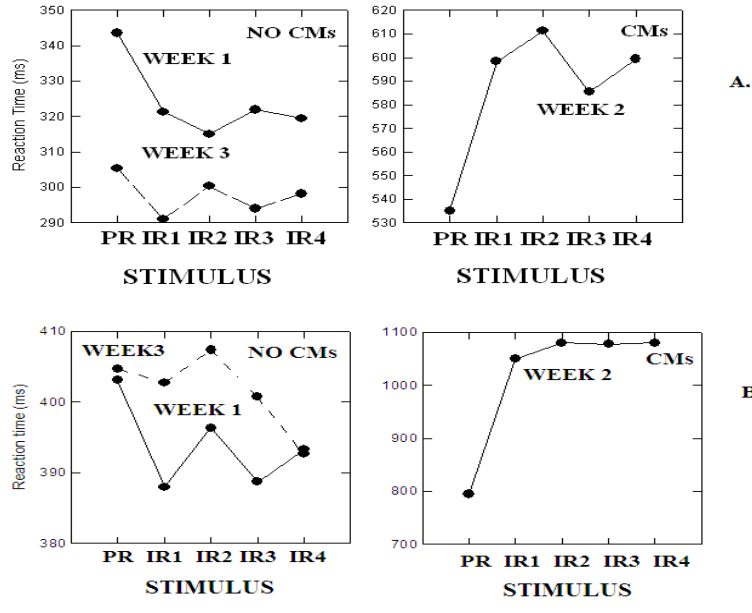 350
340
330
320
310
300
290
Reaction Time (ms)
NO CMs
WEEK 1
WEEK 3
PR IR1 IR2 IR3 IR4
STIMULUS
620
610
600
590
580
570
560
550
540
530
CMs
WEEK 2
PR IR1 IR2 IR3 IR4
STIMULUS
A.
410
400
390
380
Reaction time (ms)
WEEK3
NO CMs
WEEK 1
PR IR1 IR2 IR3 IR4
STIMULUS
1100
1000
900
800
700
CMs
WEEK 2
PR IR1 IR2 IR3 IR4
STIMULUS
B